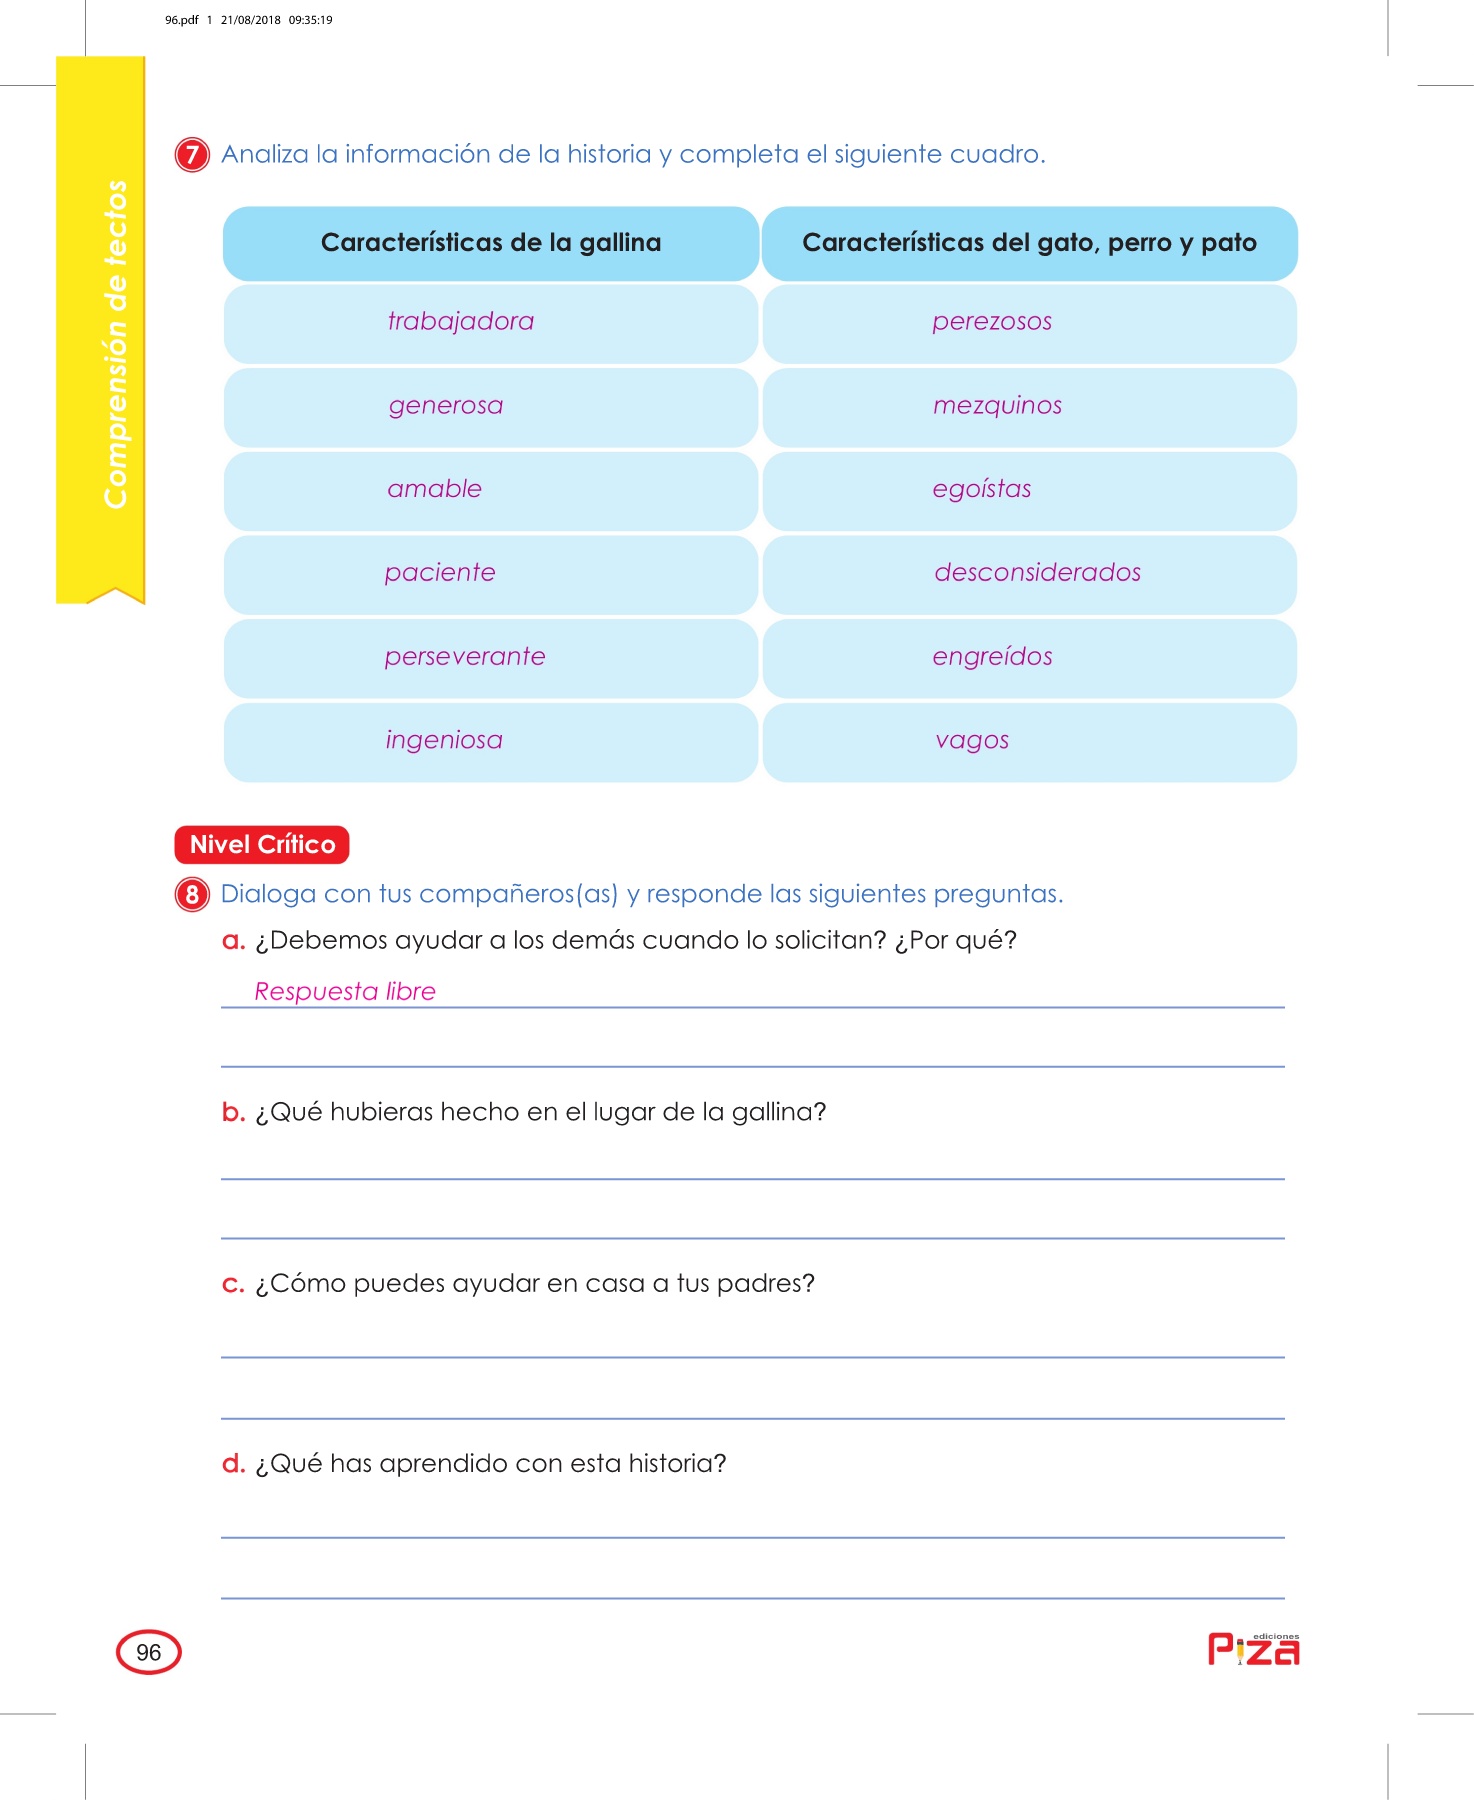 96.pdf 1 21/08/2018 09:35:19
Comprensión de tectos
7 Analiza la información de la historia y completa el siguiente cuadro.
Características de la gallina Características del gato, perro y pato
trabajadora perezosos
generosa mezquinos
amable egoístas
paciente desconsiderados
perseverante engreídos
ingeniosa vagos
Nivel Crítico
8 Dialoga con tus compañeros(as) y responde las siguientes preguntas.
a. ¿Debemos ayudar a los demás cuando lo solicitan? ¿Por qué?
Respuesta libre
b. ¿Qué hubieras hecho en el lugar de la gallina?
c. ¿Cómo puedes ayudar en casa a tus padres?
d. ¿Qué has aprendido con esta historia?
96
ediciones
Piza